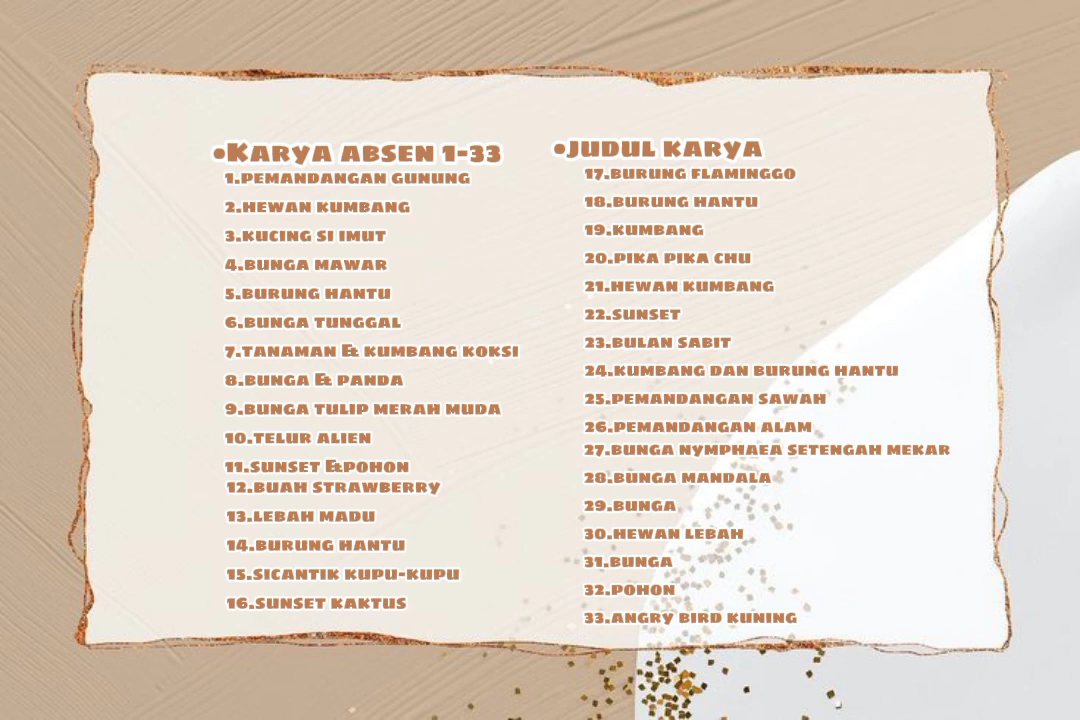 •Karya absen 1-33
1.pemandangan gunung
2.hewan kumbang
3.kucing si imut
4.bunga mawar
5.burung hantu
6.bunga tunggal
7.tanaman & kumbang koksi
8.bunga & panda
9.bunga tulip merah muda
10.telur alien
11.sunset &pohon
12.buah strawberry
13.lebah madu
14.burung hantu
15.sicantik kupu-kupu
16.sunset kaktus
•judul karya
17.burung flaminggo
18.burung hantu
19.kumbang
20.pika pika chu
21.hewan kumbang
22.sunset
23.bulan sabit
24.kumbang dan burung hantu
25.pemandangan sawah
26.pemandangan alam
27.bunga nymphaea setengah mekar
28.bunga mandala
29.bunga
30.hewan lebah
31.bunga
32.pohon
33.angry bird kuning